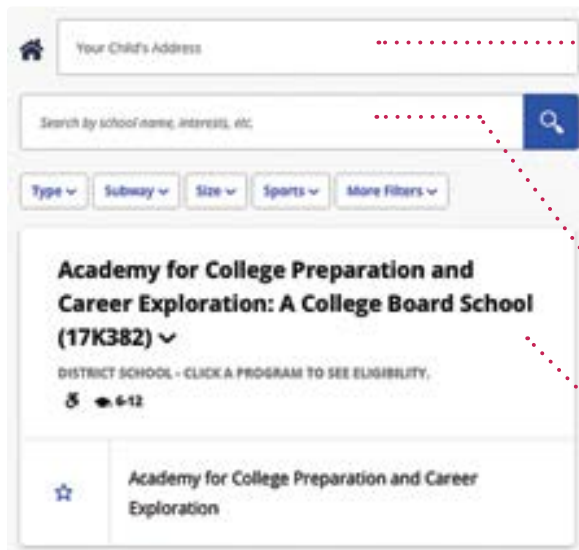 Your Child's Address
Search by school name, interests, etc.
Type Subway Size Sports More Filters
Academy for College Preparation and
Career Exploration: A College Board School
(17K382)
DISTRICT SCHOOL - CLICK A PROGRAM TO SEE ELIGIBILITY.
6-12
Academy for College Preparation and Career
Exploration